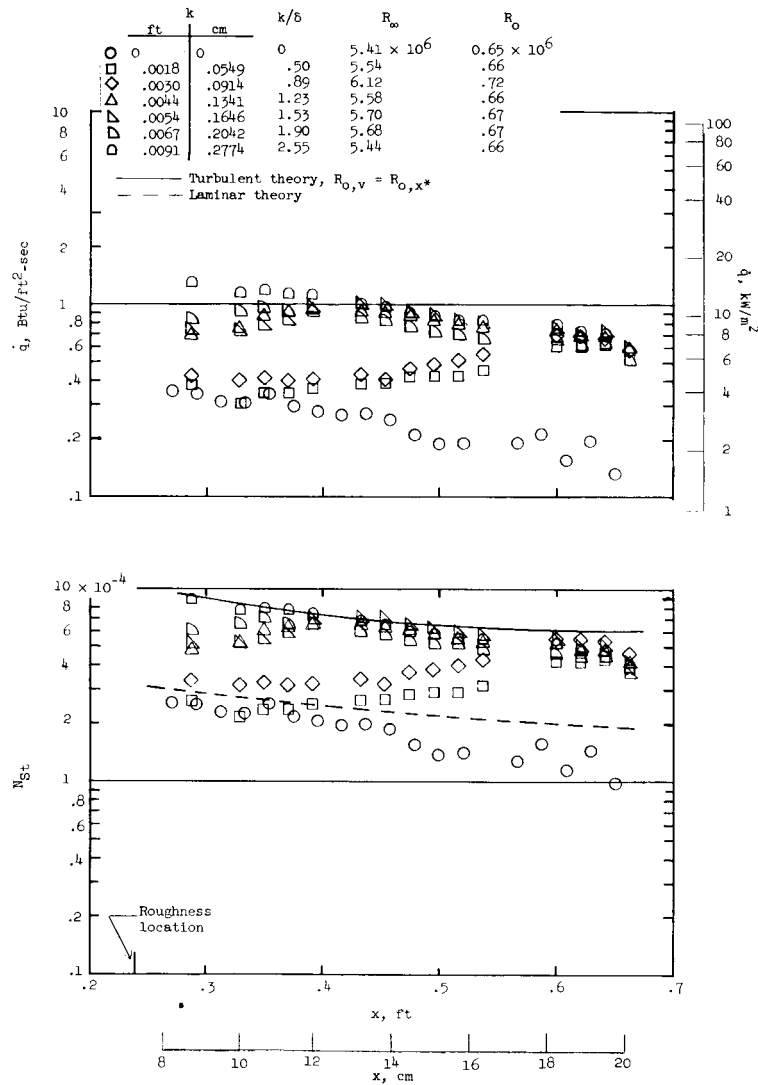 k k/δ R∞ Ro
ft cm
0 0 0 5.41 × 10⁶ 0.65 × 10⁶
.0018 .0549 .50 5.54 .66
.0030 .0914 .89 6.12 .72
.0044 .1341 1.23 5.58 .66
.0054 .1646 1.53 5.70 .67
.0067 .2042 1.90 5.68 .67
.0091 .2774 2.55 5.44 .66
Turbulent theory, Ro,v = Ro,x*
Laminar theory
10
8
6
4
2
1
.8
.6
.4
.2
.1
q̇, Btu/ft²-sec
100
80
60
40
20
10
8
6
4
2
1
q̇, kW/m²
10 × 10⁻⁴
8
6
4
2
1
.8
.6
.4
.2
.1
NSt
Roughness
location
.2 .3 .4 .5 .6 .7
x, ft
8 10 12 14 16 18 20
x, cm